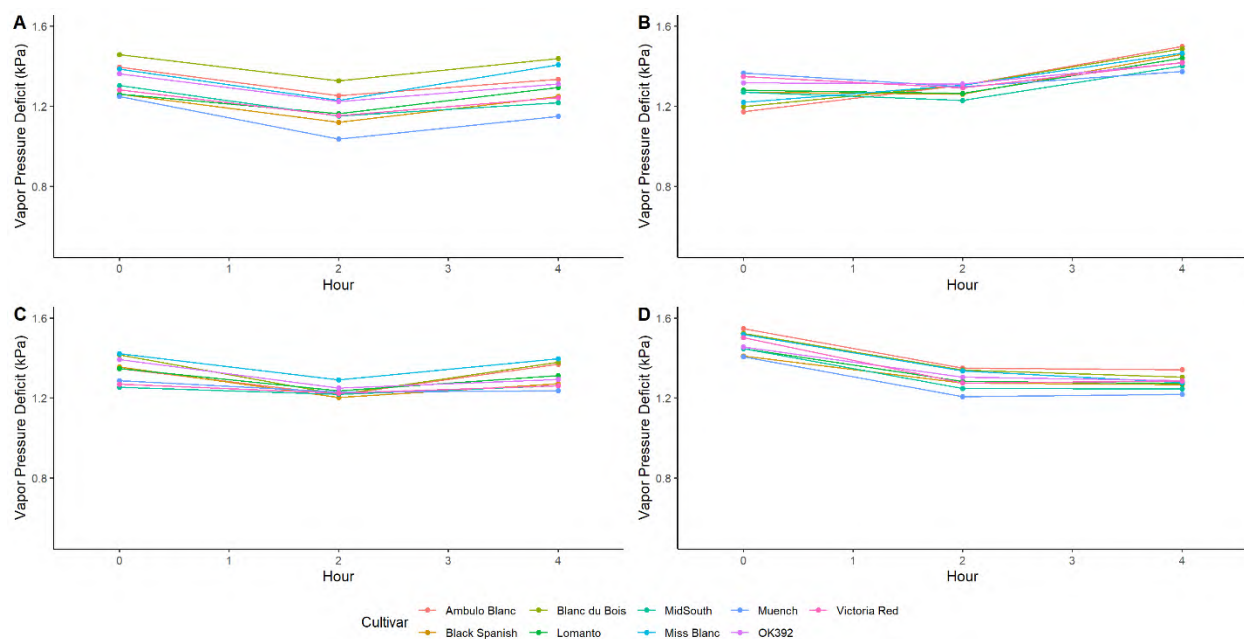 A
Vapor Pressure Deficit (kPa)
1.6
1.2
0.8
0 1 2 3 4
Hour
B
Vapor Pressure Deficit (kPa)
1.6
1.2
0.8
0 1 2 3 4
Hour
C
Vapor Pressure Deficit (kPa)
1.6
1.2
0.8
0 1 2 3 4
Hour
D
Vapor Pressure Deficit (kPa)
1.6
1.2
0.8
0 1 2 3 4
Hour
Cultivar
Ambulo Blanc Blanc du Bois MidSouth Muench Victoria Red
Black Spanish Lomanto Miss Blanc OK392